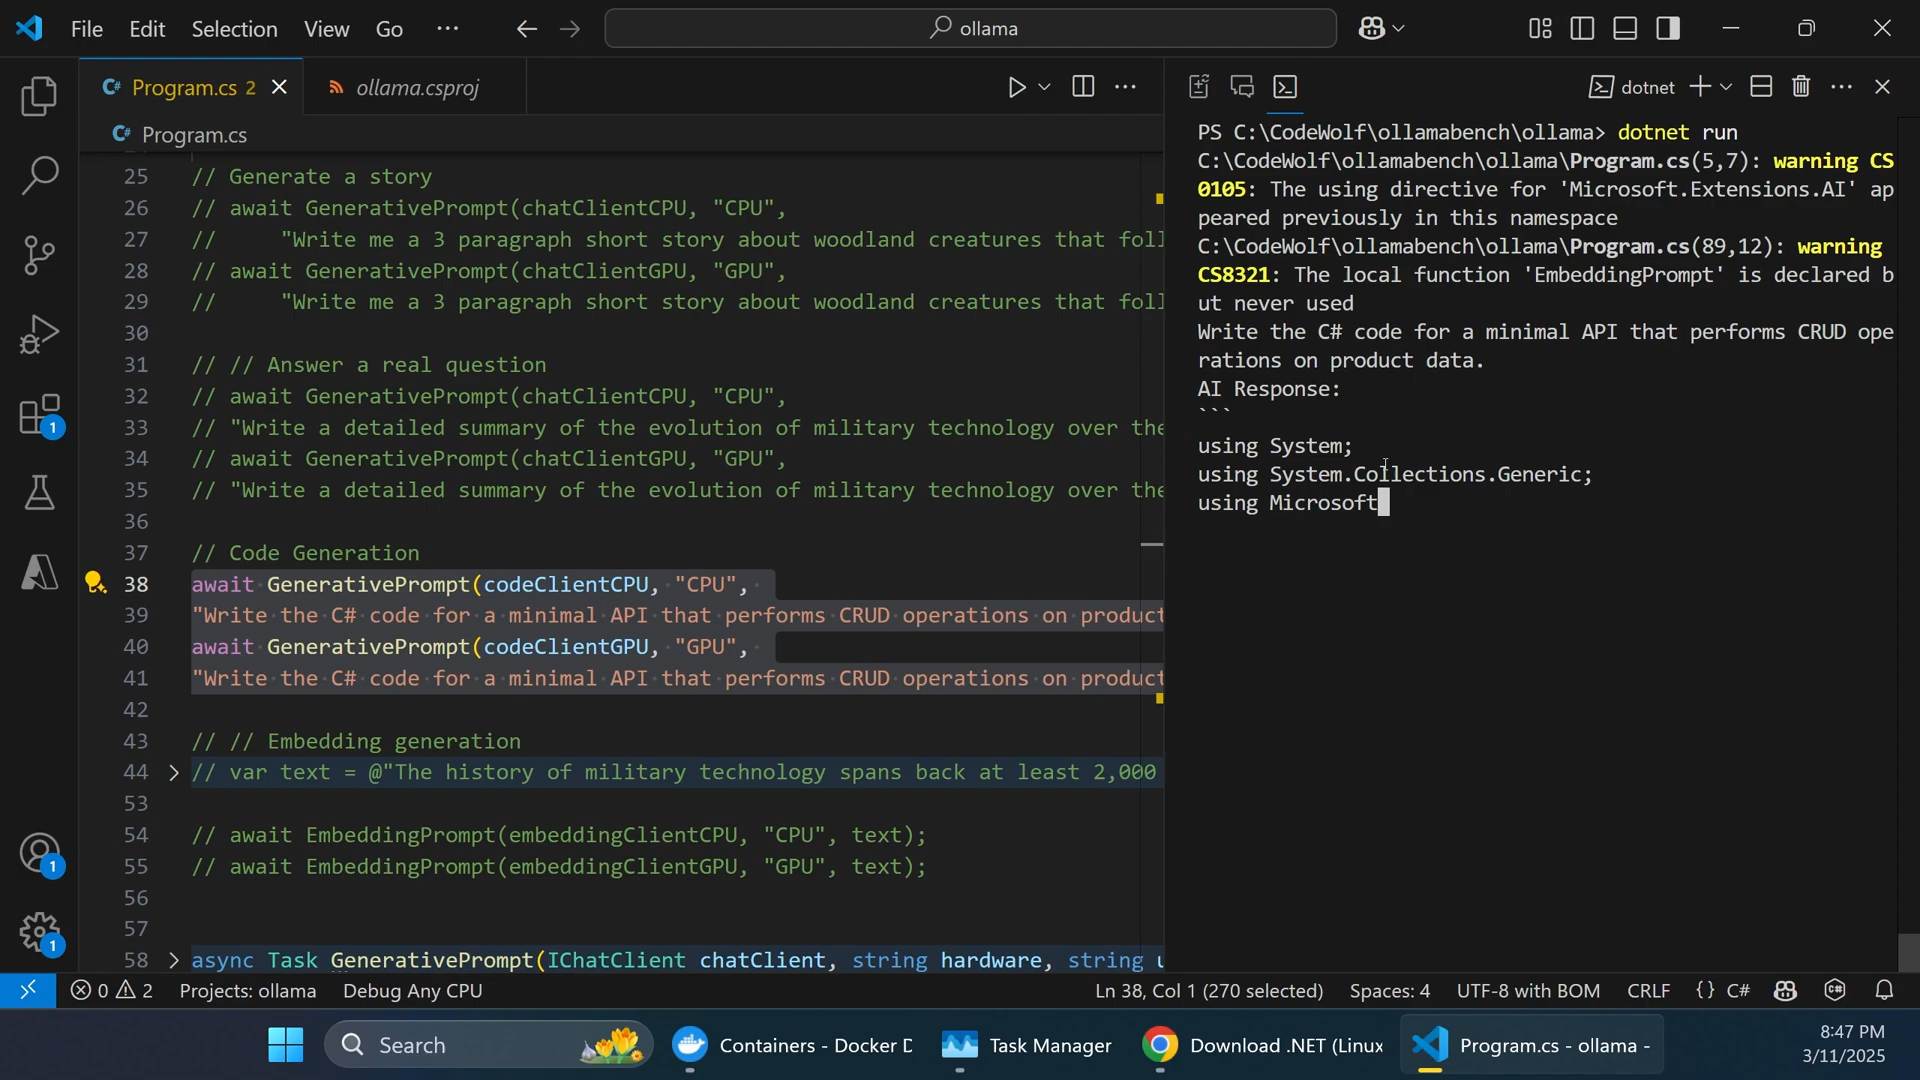 File Edit View Go ··· ollama
Program.cs 2 ollama.csproj
Program.cs
25 // Generate a story
26 // await GenerativePrompt(chatClientCPU, "CPU",
27 //     "Write me a 3 paragraph short story about woodland creatures that foll
28 // await GenerativePrompt(chatClientGPU, "GPU",
29 //     "Write me a 3 paragraph short story about woodland creatures that foll
30
31 // // Answer a real question
32 // await GenerativePrompt(chatClientCPU, "CPU",
33 // "Write a detailed summary of the evolution of military technology over the
34 // await GenerativePrompt(chatClientGPU, "GPU",
35 // "Write a detailed summary of the evolution of military technology over the
36
37 // Code Generation
38 await GenerativePrompt(codeClientCPU, "CPU",
39 "Write the C# code for a minimal API that performs CRUD operations on product
40 await GenerativePrompt(codeClientGPU, "GPU",
41 "Write the C# code for a minimal API that performs CRUD operations on product
42
43 // // Embedding generation
44 // var text = @"The history of military technology spans back at least 2,000
53
54 // await EmbeddingPrompt(embeddingClientCPU, "CPU", text);
55 // await EmbeddingPrompt(embeddingClientGPU, "GPU", text);
56
57
58 async Task GenerativePrompt(IChatClient chatClient, string hardware, string u
1
1
1
dotnet
PS C:\CodeWolf\ollamabench\ollama> dotnet run
C:\CodeWolf\ollamabench\ollama\Program.cs(5,7): warning CS
0105: The using directive for 'Microsoft.Extensions.AI' ap
peared previously in this namespace
C:\CodeWolf\ollamabench\ollama\Program.cs(89,12): warning
CS8321: The local function 'EmbeddingPrompt' is declared b
ut never used
Write the C# code for a minimal API that performs CRUD ope
rations on product data.
AI Response:
```
using System;
using System.Collections.Generic;
using Microsoft
0 2 Projects: ollama Debug Any CPU Ln 38, Col 1 (270 selected) Spaces: 4 UTF-8 with BOM CRLF {} C#
Search Containers - Docker D Task Manager Download .NET (Linux Program.cs - ollama -
8:47 PM
3/11/2025